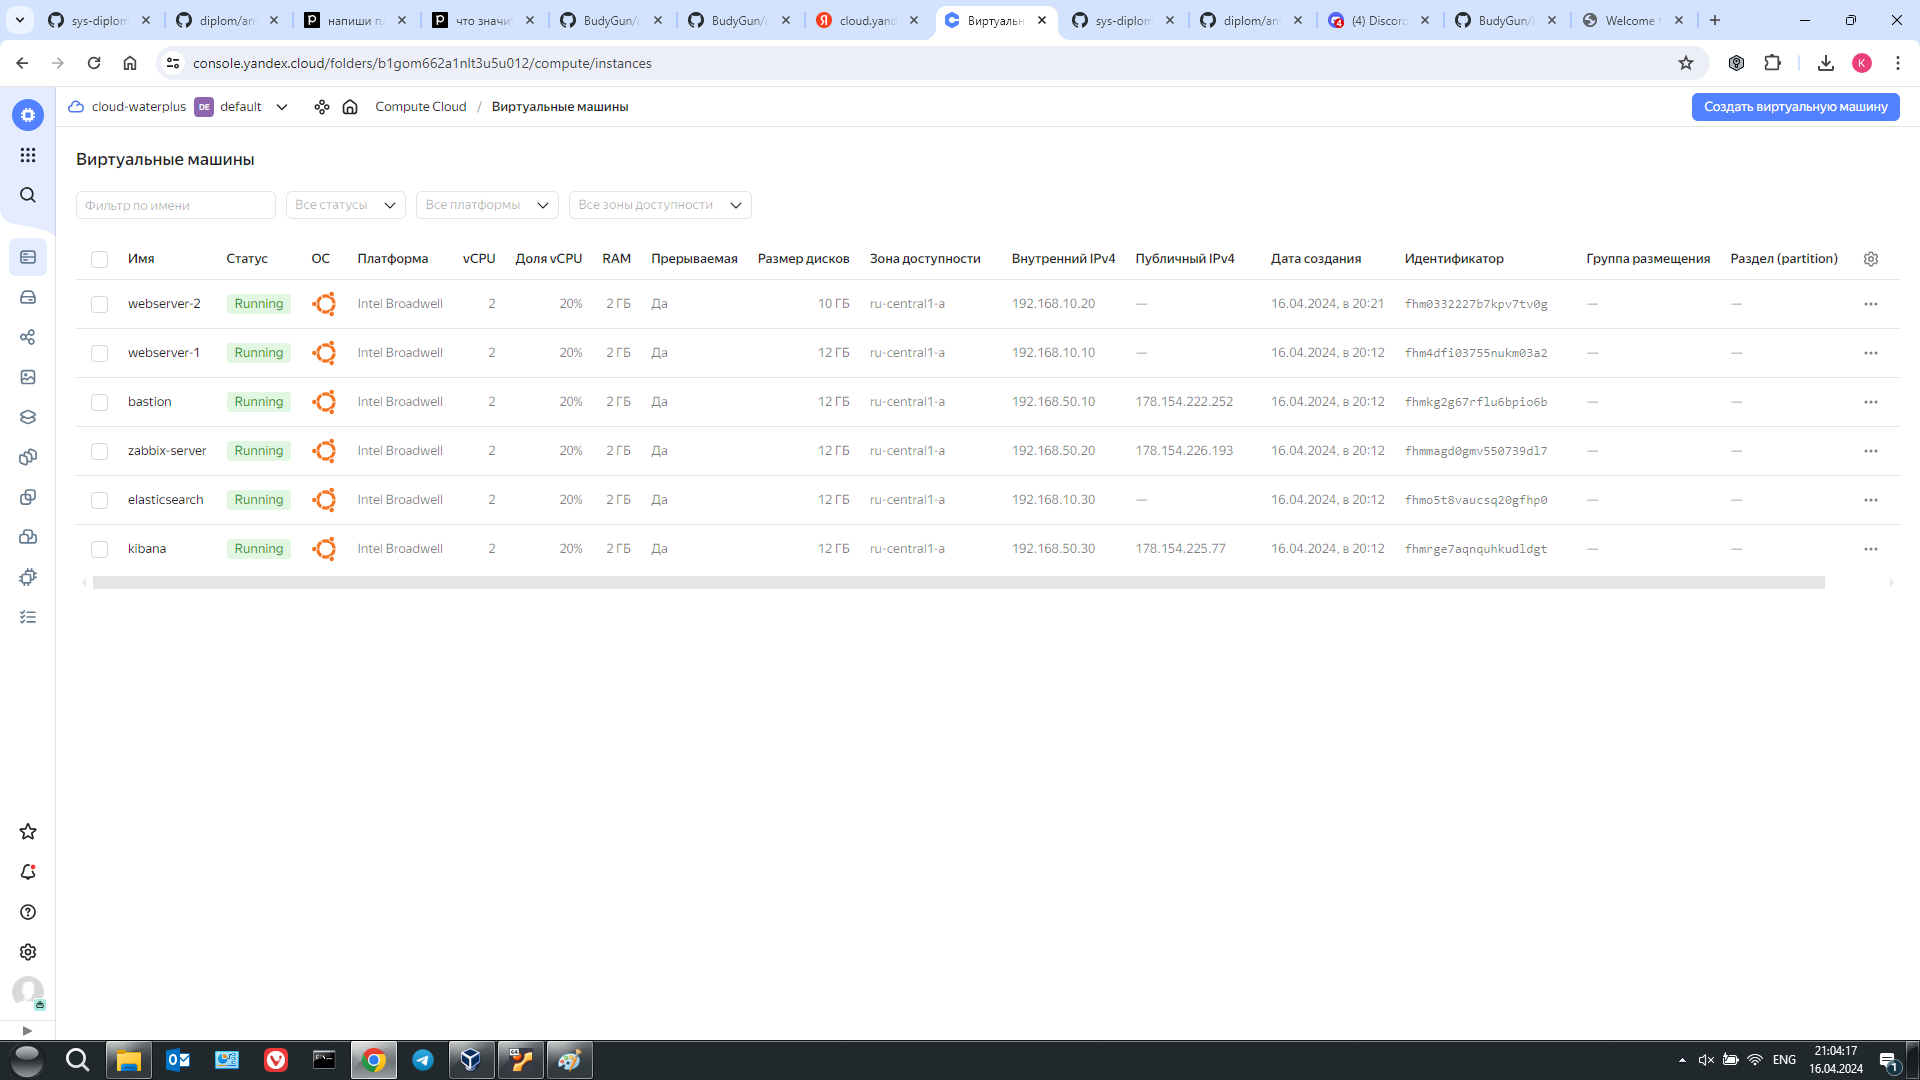 sys-diplom
diplom/an
напиши п
что значи
BudyGun/
BudyGun/
cloud.yand
Виртуальн
sys-diplom
diplom/an
(4) Discord
BudyGun/
Welcome t
console.yandex.cloud/folders/b1gom662a1nlt3u5u012/compute/instances
K
cloud-waterplus DE default Compute Cloud / Виртуальные машины
Создать виртуальную машину
Виртуальные машины
Фильтр по имени Все статусы Все платформы Все зоны доступности
Имя Статус ОС Платформа vCPU Доля vCPU RAM Прерываемая Размер дисков Зона доступности Внутренний IPv4 Публичный IPv4 Дата создания Идентификатор Группа размещения Раздел (partition)
webserver-2 Running Intel Broadwell 2 20% 2 ГБ Да 10 ГБ ru-central1-a 192.168.10.20 — 16.04.2024, в 20:21 fhm0332227b7kpv7tv0g — —
webserver-1 Running Intel Broadwell 2 20% 2 ГБ Да 12 ГБ ru-central1-a 192.168.10.10 — 16.04.2024, в 20:12 fhm4dfi03755nukm03a2 — —
bastion Running Intel Broadwell 2 20% 2 ГБ Да 12 ГБ ru-central1-a 192.168.50.10 178.154.222.252 16.04.2024, в 20:12 fhmkg2g67rflu6bpio6b — —
zabbix-server Running Intel Broadwell 2 20% 2 ГБ Да 12 ГБ ru-central1-a 192.168.50.20 178.154.226.193 16.04.2024, в 20:12 fhmmagd0gmv550739dl7 — —
elasticsearch Running Intel Broadwell 2 20% 2 ГБ Да 12 ГБ ru-central1-a 192.168.10.30 — 16.04.2024, в 20:12 fhmo5t8vaucsq20gfhp0 — —
kibana Running Intel Broadwell 2 20% 2 ГБ Да 12 ГБ ru-central1-a 192.168.50.30 178.154.225.77 16.04.2024, в 20:12 fhmrge7aqnquhkudldgt — —
ENG
21:04:17
16.04.2024
1